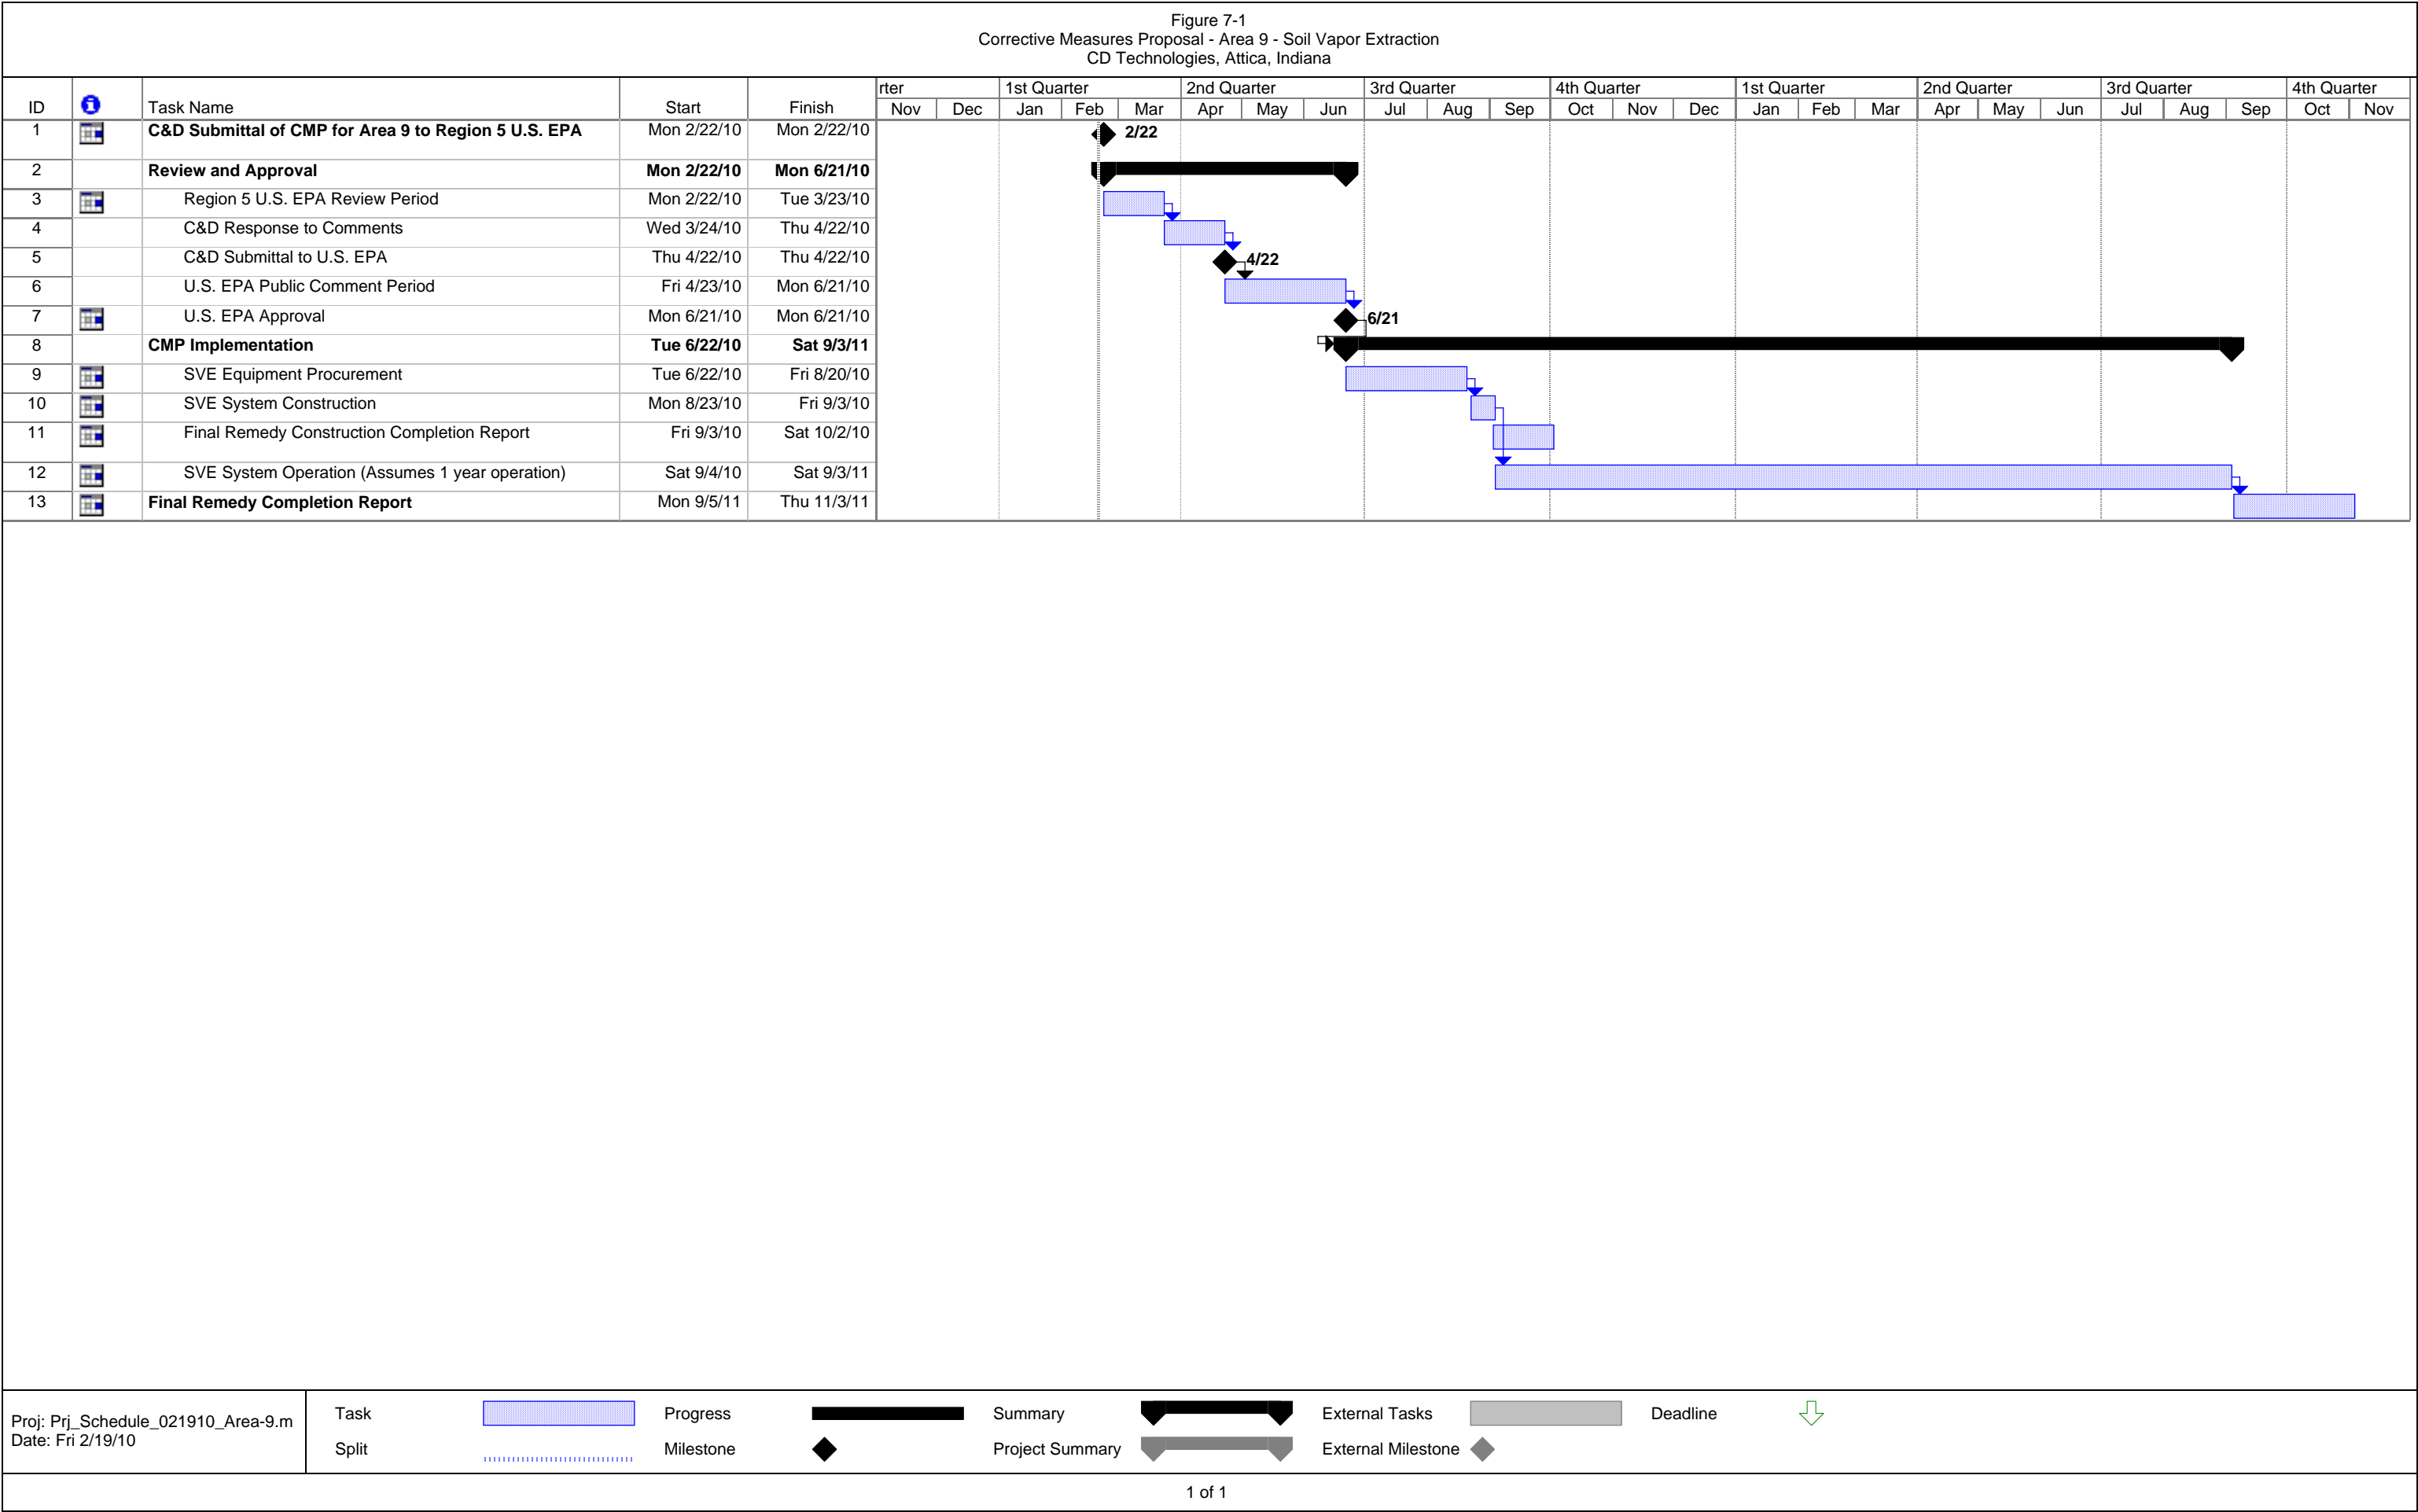 Figure 7-1
Corrective Measures Proposal - Area 9 - Soil Vapor Extraction
CD Technologies, Attica, Indiana
rter 1st Quarter 2nd Quarter 3rd Quarter 4th Quarter 1st Quarter 2nd Quarter 3rd Quarter 4th Quarter
ID Task Name Start Finish Nov Dec Jan Feb Mar Apr May Jun Jul Aug Sep Oct Nov Dec Jan Feb Mar Apr May Jun Jul Aug Sep Oct Nov
1 C&D Submittal of CMP for Area 9 to Region 5 U.S. EPA Mon 2/22/10 Mon 2/22/10 2/22
2 Review and Approval Mon 2/22/10 Mon 6/21/10
3 Region 5 U.S. EPA Review Period Mon 2/22/10 Tue 3/23/10
4 C&D Response to Comments Wed 3/24/10 Thu 4/22/10
5 C&D Submittal to U.S. EPA Thu 4/22/10 Thu 4/22/10 4/22
6 U.S. EPA Public Comment Period Fri 4/23/10 Mon 6/21/10
7 U.S. EPA Approval Mon 6/21/10 Mon 6/21/10 6/21
8 CMP Implementation Tue 6/22/10 Sat 9/3/11
9 SVE Equipment Procurement Tue 6/22/10 Fri 8/20/10
10 SVE System Construction Mon 8/23/10 Fri 9/3/10
11 Final Remedy Construction Completion Report Fri 9/3/10 Sat 10/2/10
12 SVE System Operation (Assumes 1 year operation) Sat 9/4/10 Sat 9/3/11
13 Final Remedy Completion Report Mon 9/5/11 Thu 11/3/11
Proj: Prj_Schedule_021910_Area-9.m
Date: Fri 2/19/10
Task Progress Summary External Tasks Deadline
Split Milestone Project Summary External Milestone
1 of 1